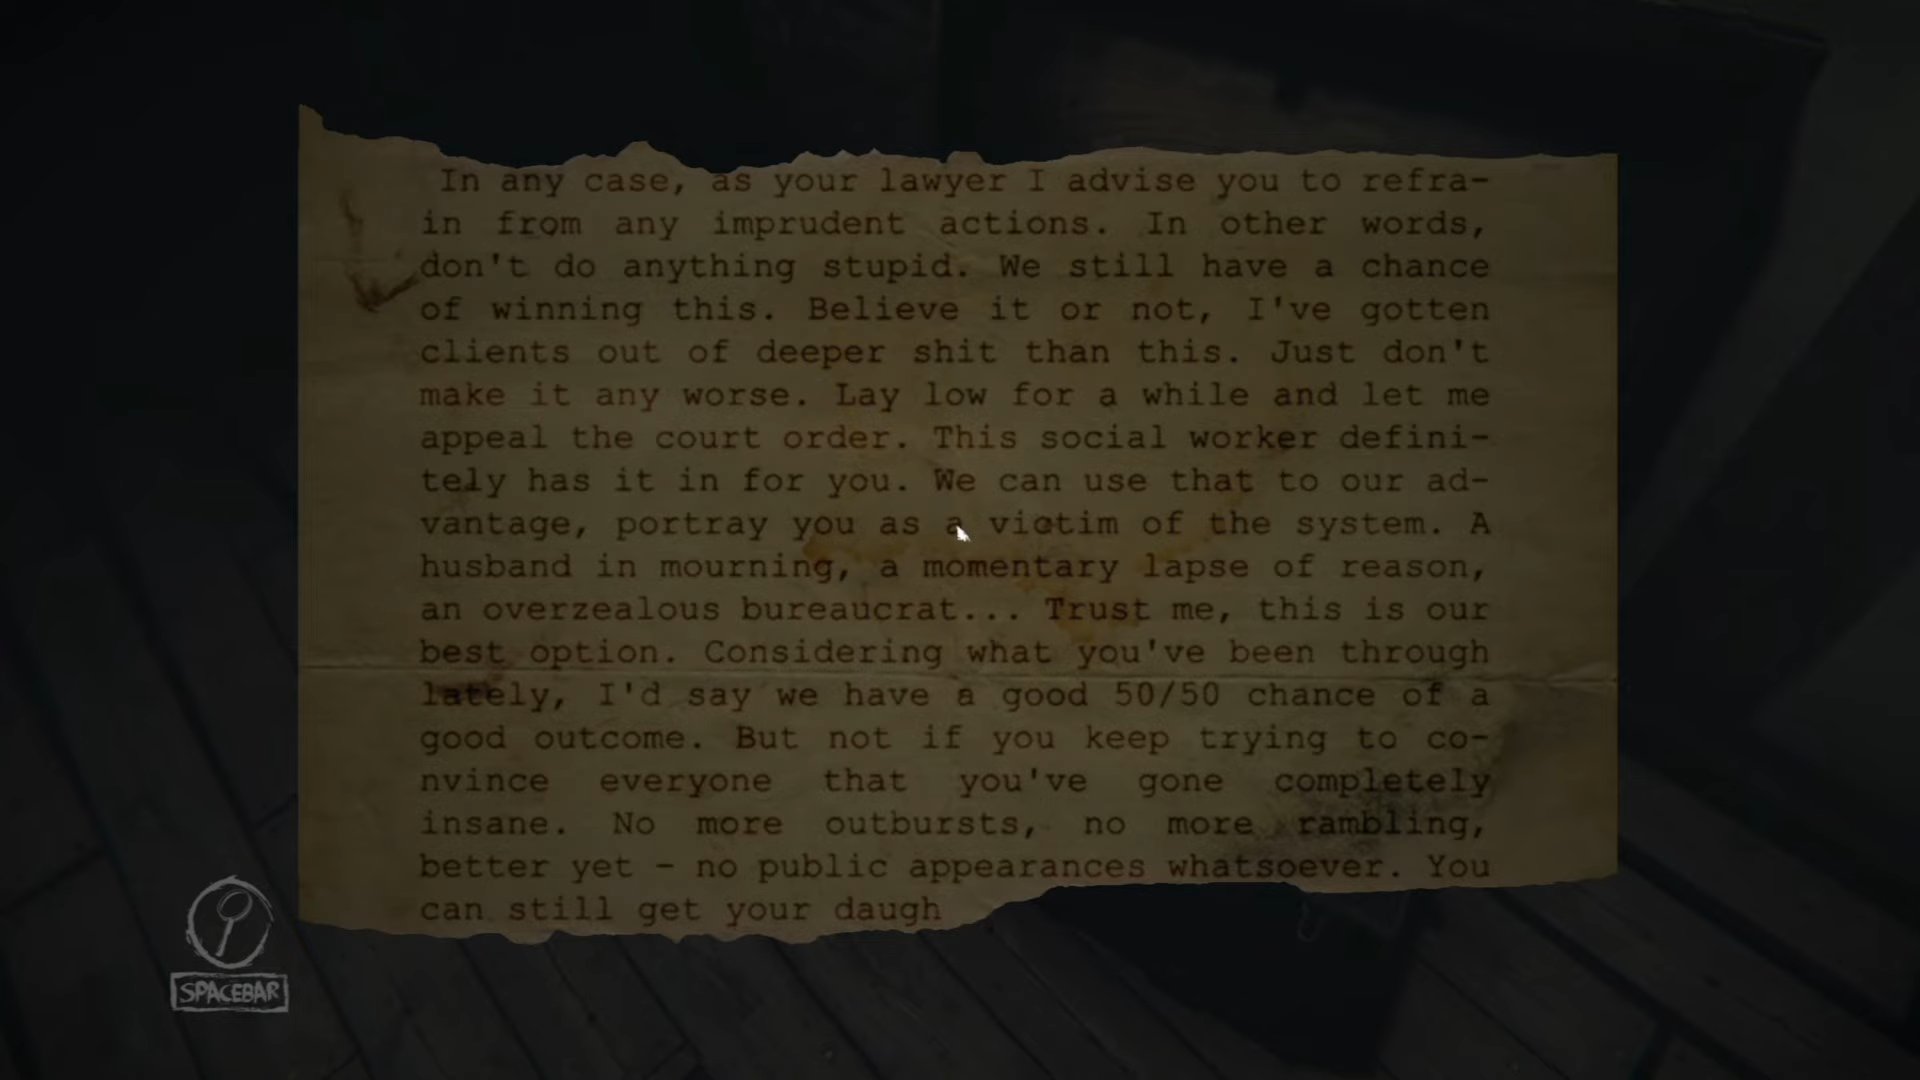 In any case, as your lawyer I advise you to refra-
in from any imprudent actions. In other words,
don't do anything stupid. We still have a chance
of winning this. Believe it or not, I've gotten
clients out of deeper shit than this. Just don't
make it any worse. Lay low for a while and let me
appeal the court order. This social worker defini-
tely has it in for you. We can use that to our ad-
vantage, portray you as a victim of the system. A
husband in mourning, a momentary lapse of reason,
an overzealous bureaucrat... Trust me, this is our
best option. Considering what you've been through
lately, I'd say we have a good 50/50 chance of a
good outcome. But not if you keep trying to co-
nvince everyone that you've gone completely
insane. No more outbursts, no more rambling,
better yet - no public appearances whatsoever. You
can still get your daugh
SPACEBAR